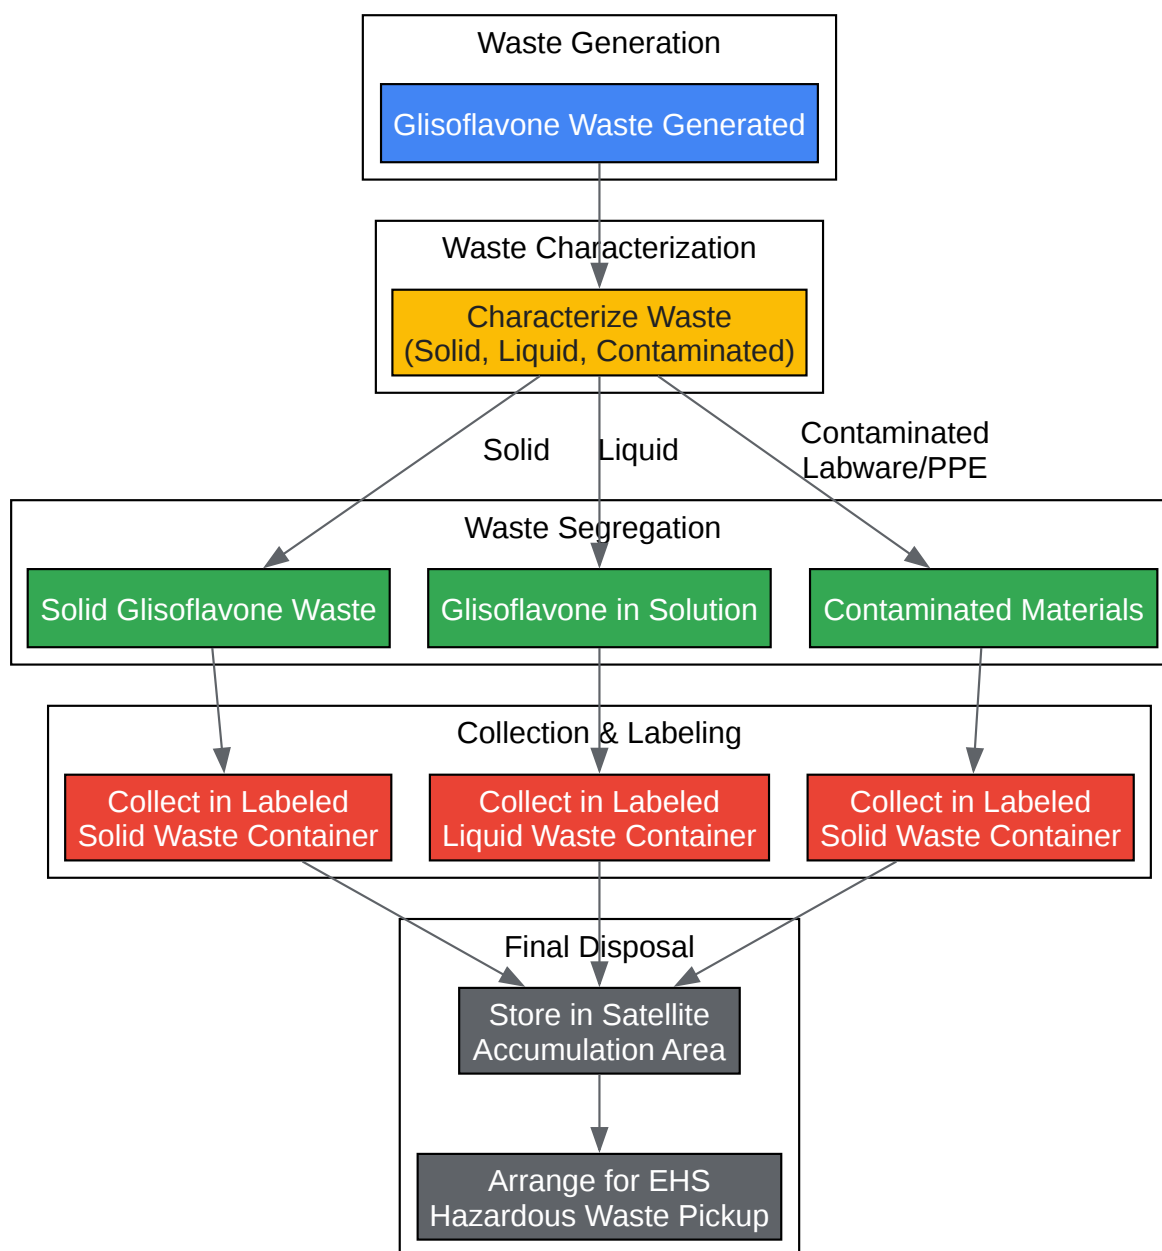 Waste Generation
Glisoflavone Waste Generated
Waste Characterization
Characterize Waste
(Solid, Liquid, Contaminated)
Solid
Liquid
Contaminated
Labware/PPE
Waste Segregation
Solid Glisoflavone Waste
Glisoflavone in Solution
Contaminated Materials
Collection & Labeling
Collect in Labeled
Solid Waste Container
Collect in Labeled
Liquid Waste Container
Collect in Labeled
Solid Waste Container
Final Disposal
Store in Satellite
Accumulation Area
Arrange for EHS
Hazardous Waste Pickup